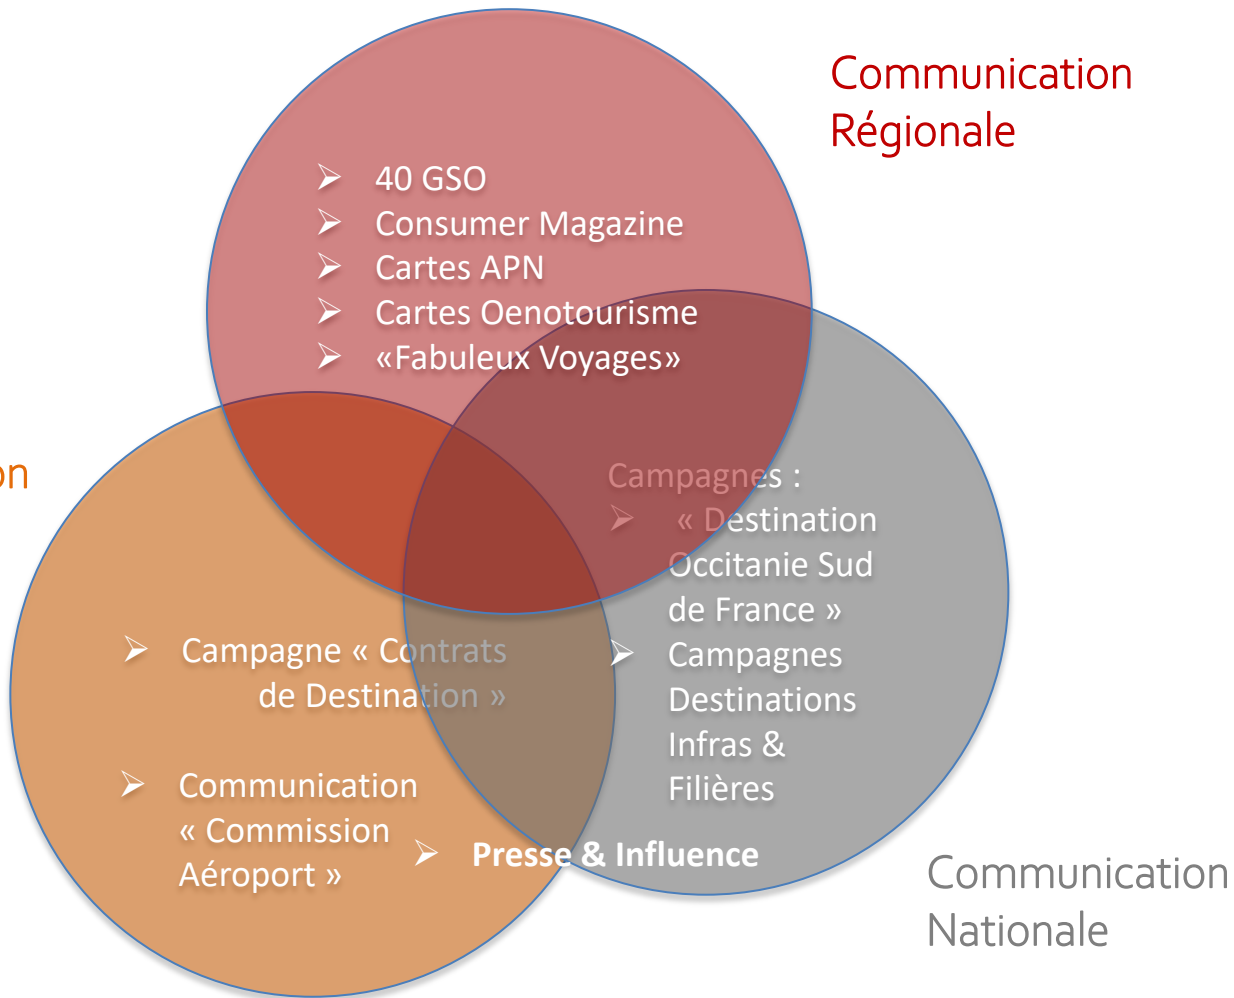 Communication
Régionale
➢ 40 GSO
➢ Consumer Magazine
➢ Cartes APN
➢ Cartes Oenotourisme
➢ «Fabuleux Voyages»
on
Campagnes :
➢ « Destination
Occitanie Sud
de France »
➢ Campagnes
Destinations
Infras &
Filières
➢ Campagne « Contrats
de Destination »
➢ Communication
« Commission
Aéroport »
➢ Presse & Influence
Communication
Nationale